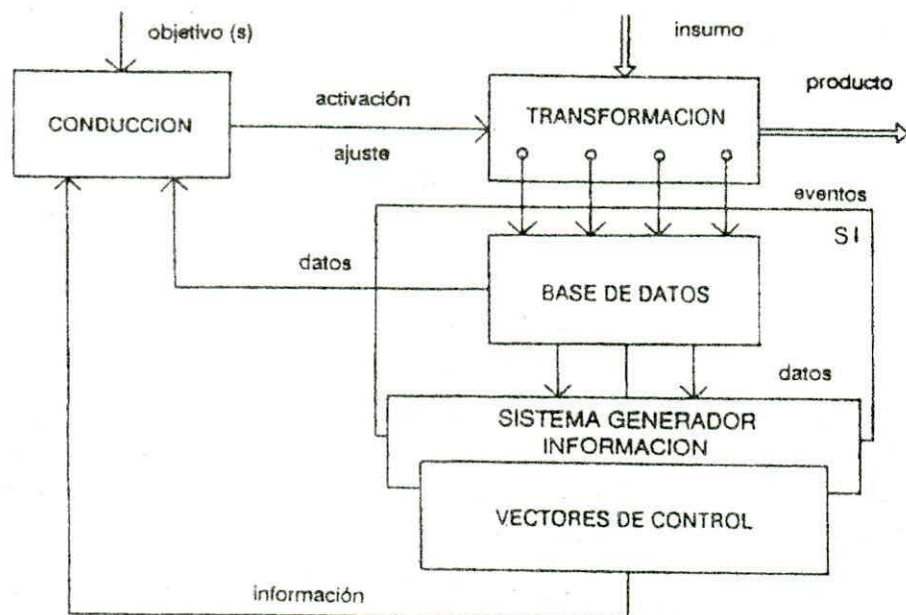 objetivo (s)
insumo
producto
CONDUCCION
activación
ajuste
TRANSFORMACION
eventos
SI
datos
BASE DE DATOS
datos
SISTEMA GENERADOR
INFORMACION
VECTORES DE CONTROL
información